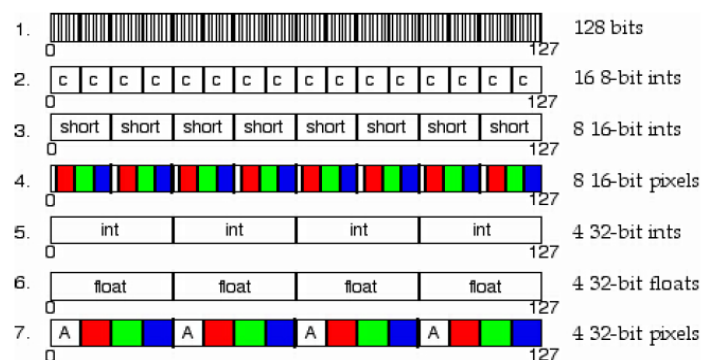 1. 128 bits
0 127
2. c c c c c c c c c c c c c c c c 16 8-bit ints
0 127
3. short short short short short short short short 8 16-bit ints
0 127
4. 8 16-bit pixels
0 127
5. int int int int 4 32-bit ints
0 127
6. float float float float 4 32-bit floats
0 127
7. A A A A 4 32-bit pixels
0 127